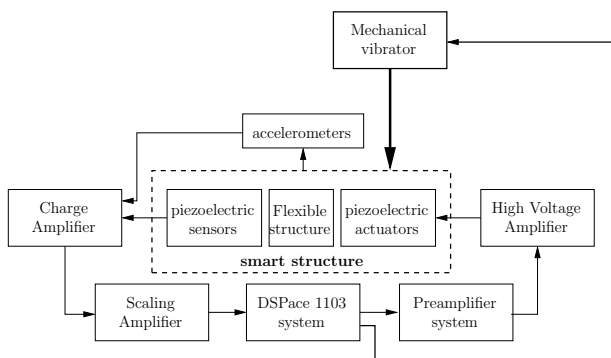 Mechanical
vibrator
accelerometers
Charge
Amplifier
piezoelectric
sensors
Flexible
structure
piezoelectric
actuators
High Voltage
Amplifier
smart structure
Scaling
Amplifier
DSPace 1103
system
Preamplifier
system